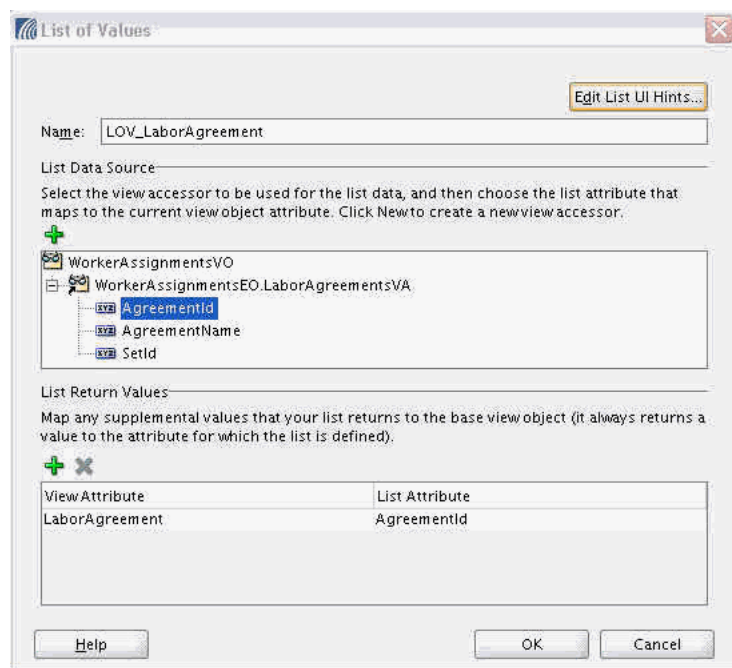 List of Values
Edit List UI Hints...
Name: LOV_LaborAgreement
List Data Source
Select the view accessor to be used for the list data, and then choose the list attribute that
maps to the current view object attribute. Click New to create a new view accessor.
WorkerAssignmentsVO
WorkerAssignmentsEO.LaborAgreementsVA
XYZ AgreementId
XYZ AgreementName
XYZ SetId
List Return Values
Map any supplemental values that your list returns to the base view object (it always returns a
value to the attribute for which the list is defined).
View Attribute List Attribute
LaborAgreement AgreementId
Help OK Cancel